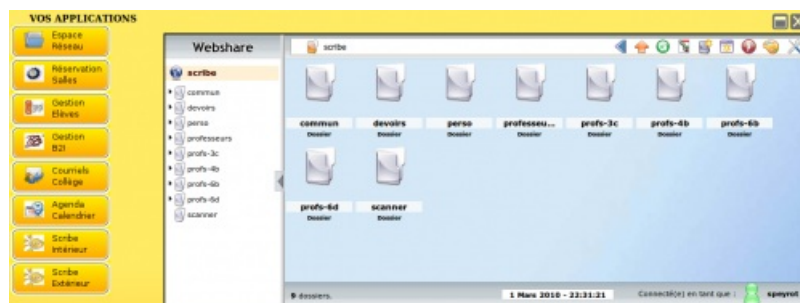 VOS APPLICATIONS
Espace
Réseau
Réservation
Salles
Gestion
Elèves
Gestion
B2I
Courriels
Collège
Agenda
Calendrier
Scribe
Intérieur
Scribe
Extérieur
Webshare
scribe
commun
devoirs
perso
professeurs
profs-3c
profs-4b
profs-6b
profs-6d
scanner
scribe
commun devoirs perso professeu... profs-3c profs-4b profs-6b
Dossier Dossier Dossier Dossier Dossier Dossier Dossier
profs-6d scanner
Dossier Dossier
9 dossiers. 1 Mars 2010 - 22:31:21 Connecté(e) en tant que : speyrot